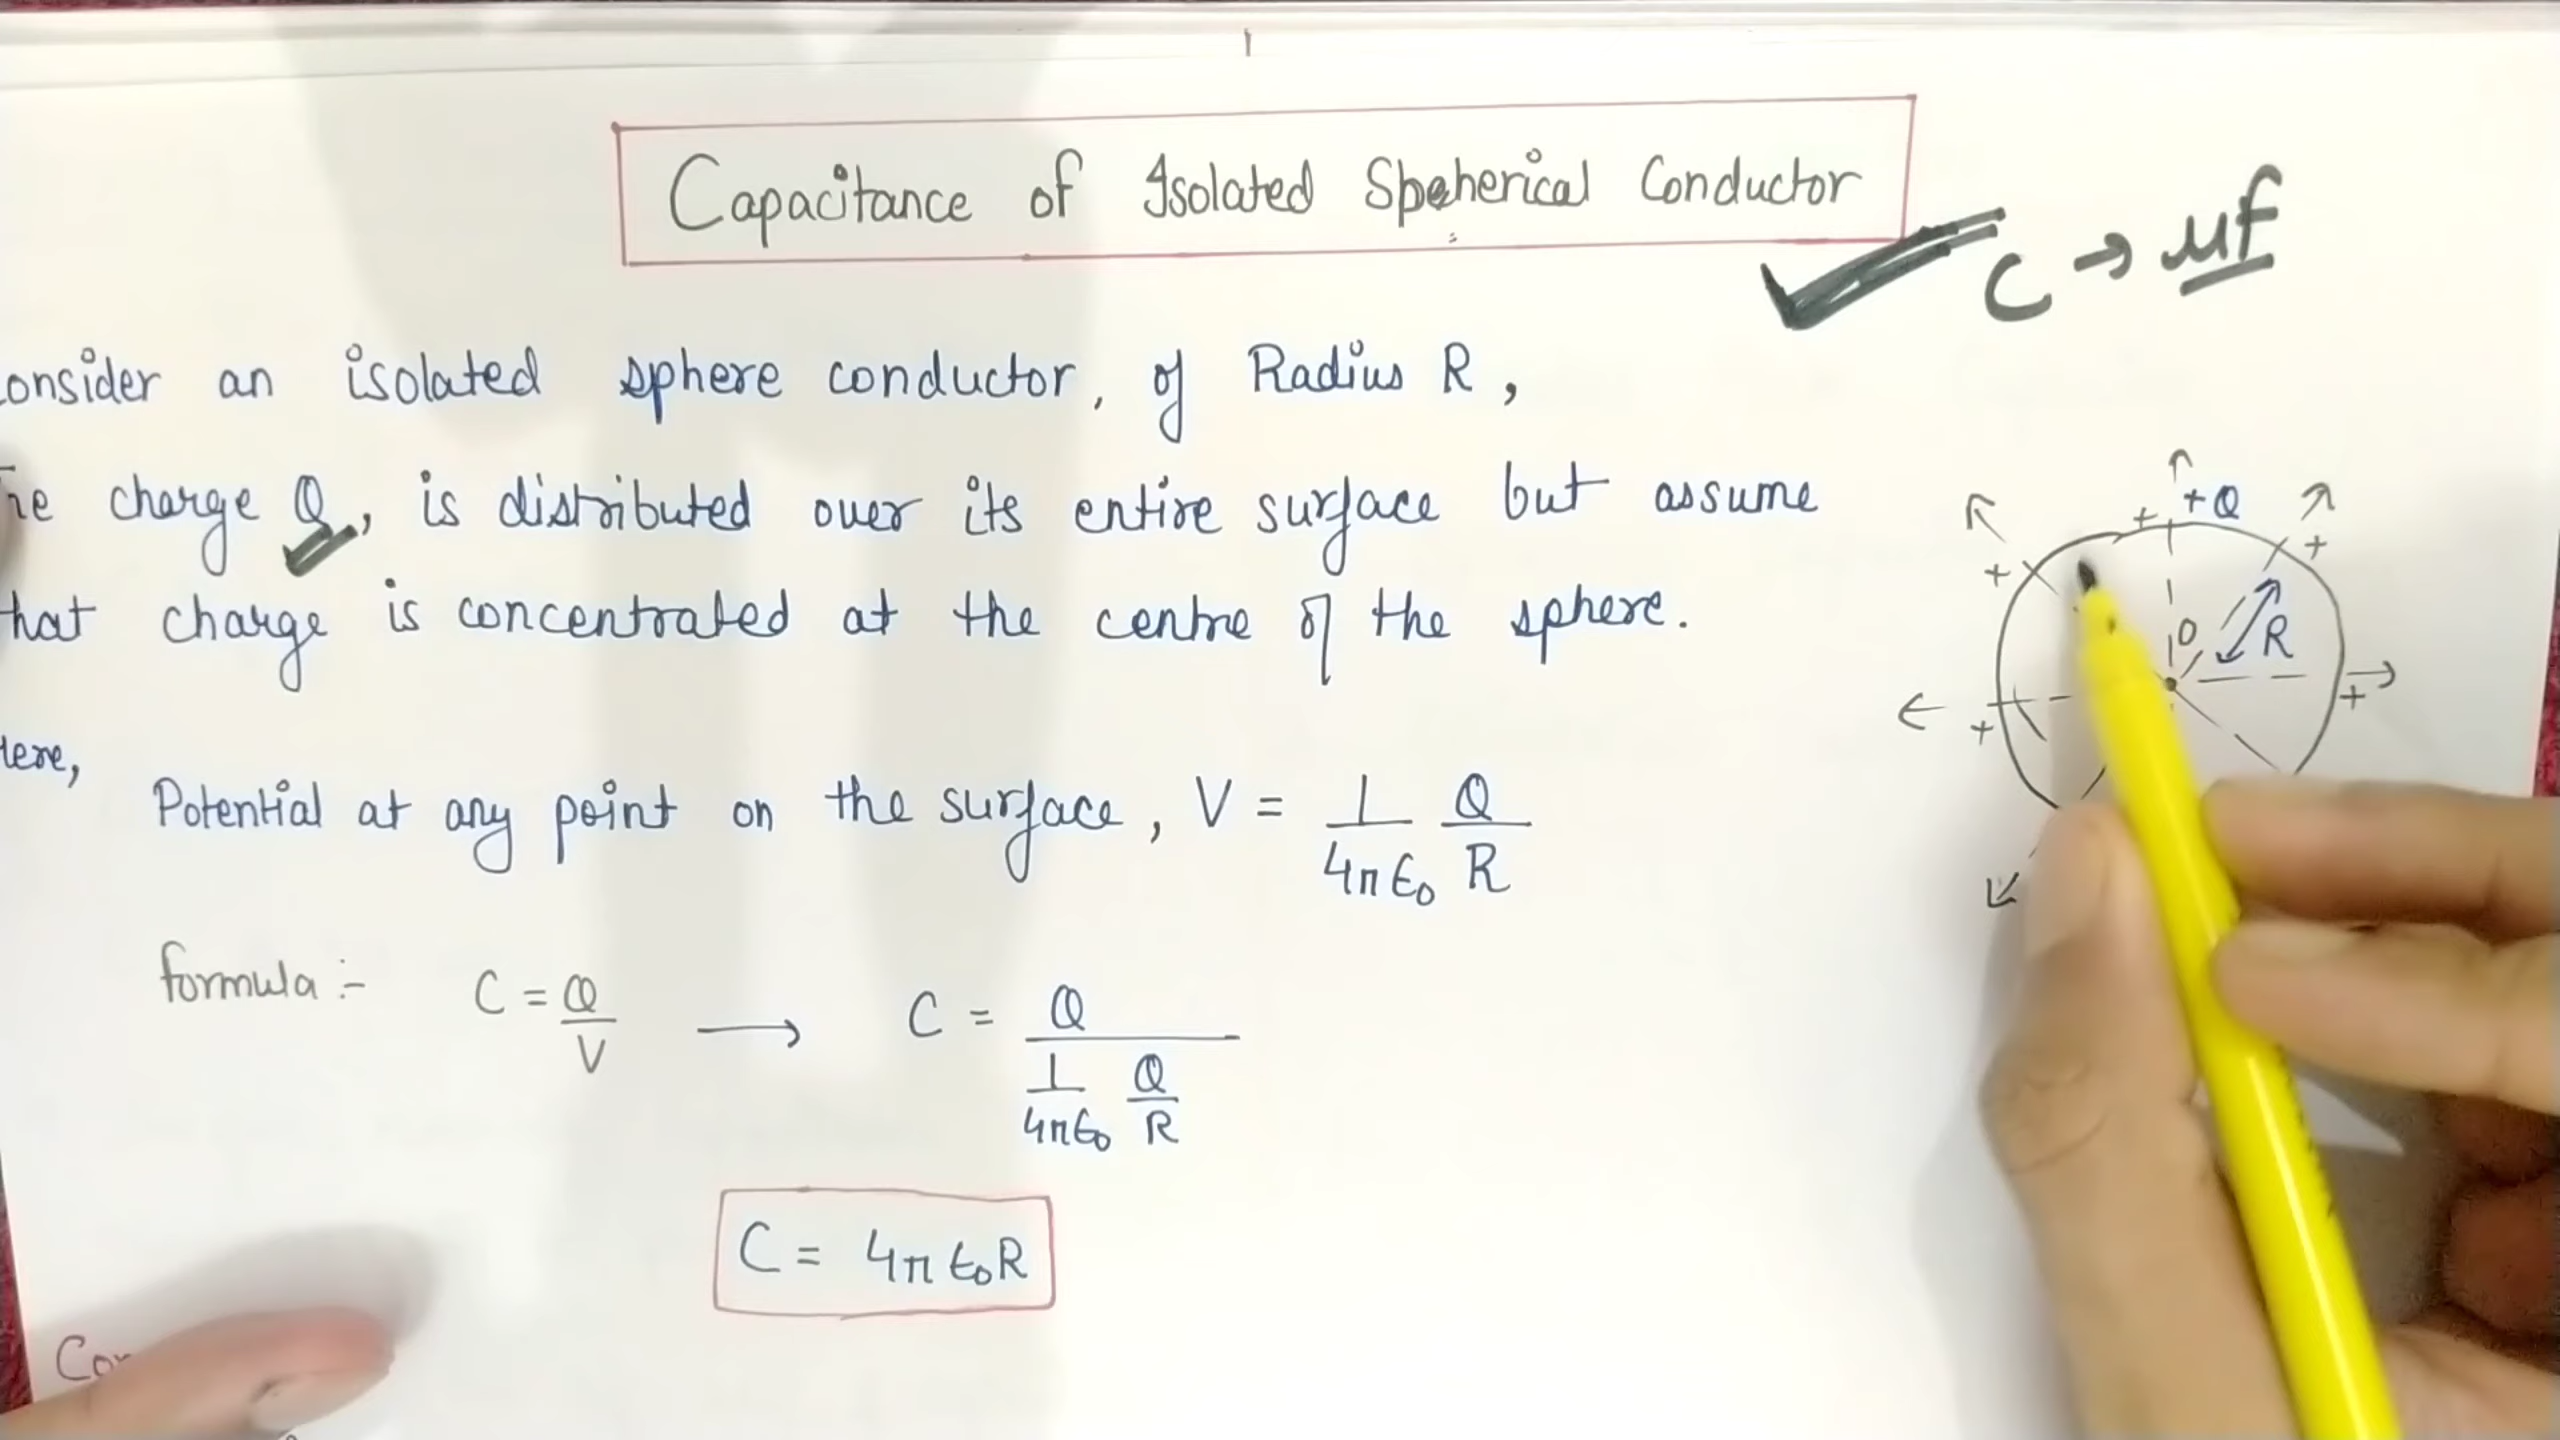 Capacitance of Isolated Speherical Conductor
C → μf
onsider an isolated sphere conductor, of Radius R,
he charge Q, is distributed over its entire surface but assume
hat charge is concentrated at the centre of the sphere.
+ +Q
+ +
O R
+ +
ere,
Potential at any point on the surface, V = 1/4πϵ₀ Q/R
formula :- C = Q/V → C = Q/(1/4πϵ₀ Q/R)
C = 4πϵ₀R